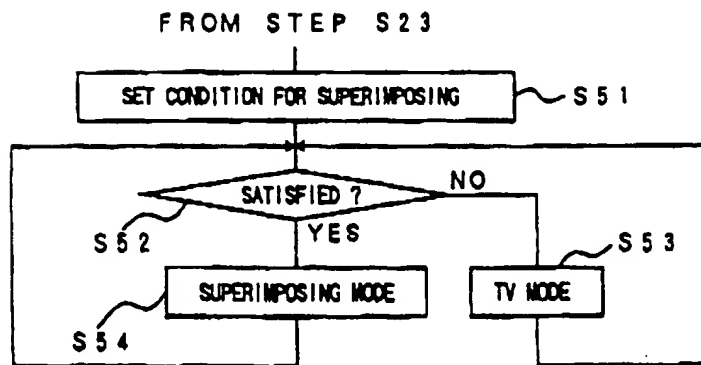 FROM STEP S23
SET CONDITION FOR SUPERIMPOSING
S51
SATISFIED ?
NO
S52
YES
S53
SUPERIMPOSING MODE
TV MODE
S54